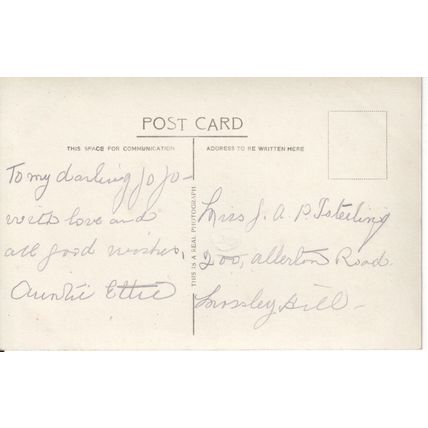 POST CARD
THIS SPACE FOR COMMUNICATION
ADDRESS TO BE WRITTEN HERE
To my darling Jo Jo -
with love and
all good wishes,
Auntie Ettie
THIS IS A REAL PHOTOGRAPH
Miss J. A. P.
200, Allerton Road.
Mossley Hill -